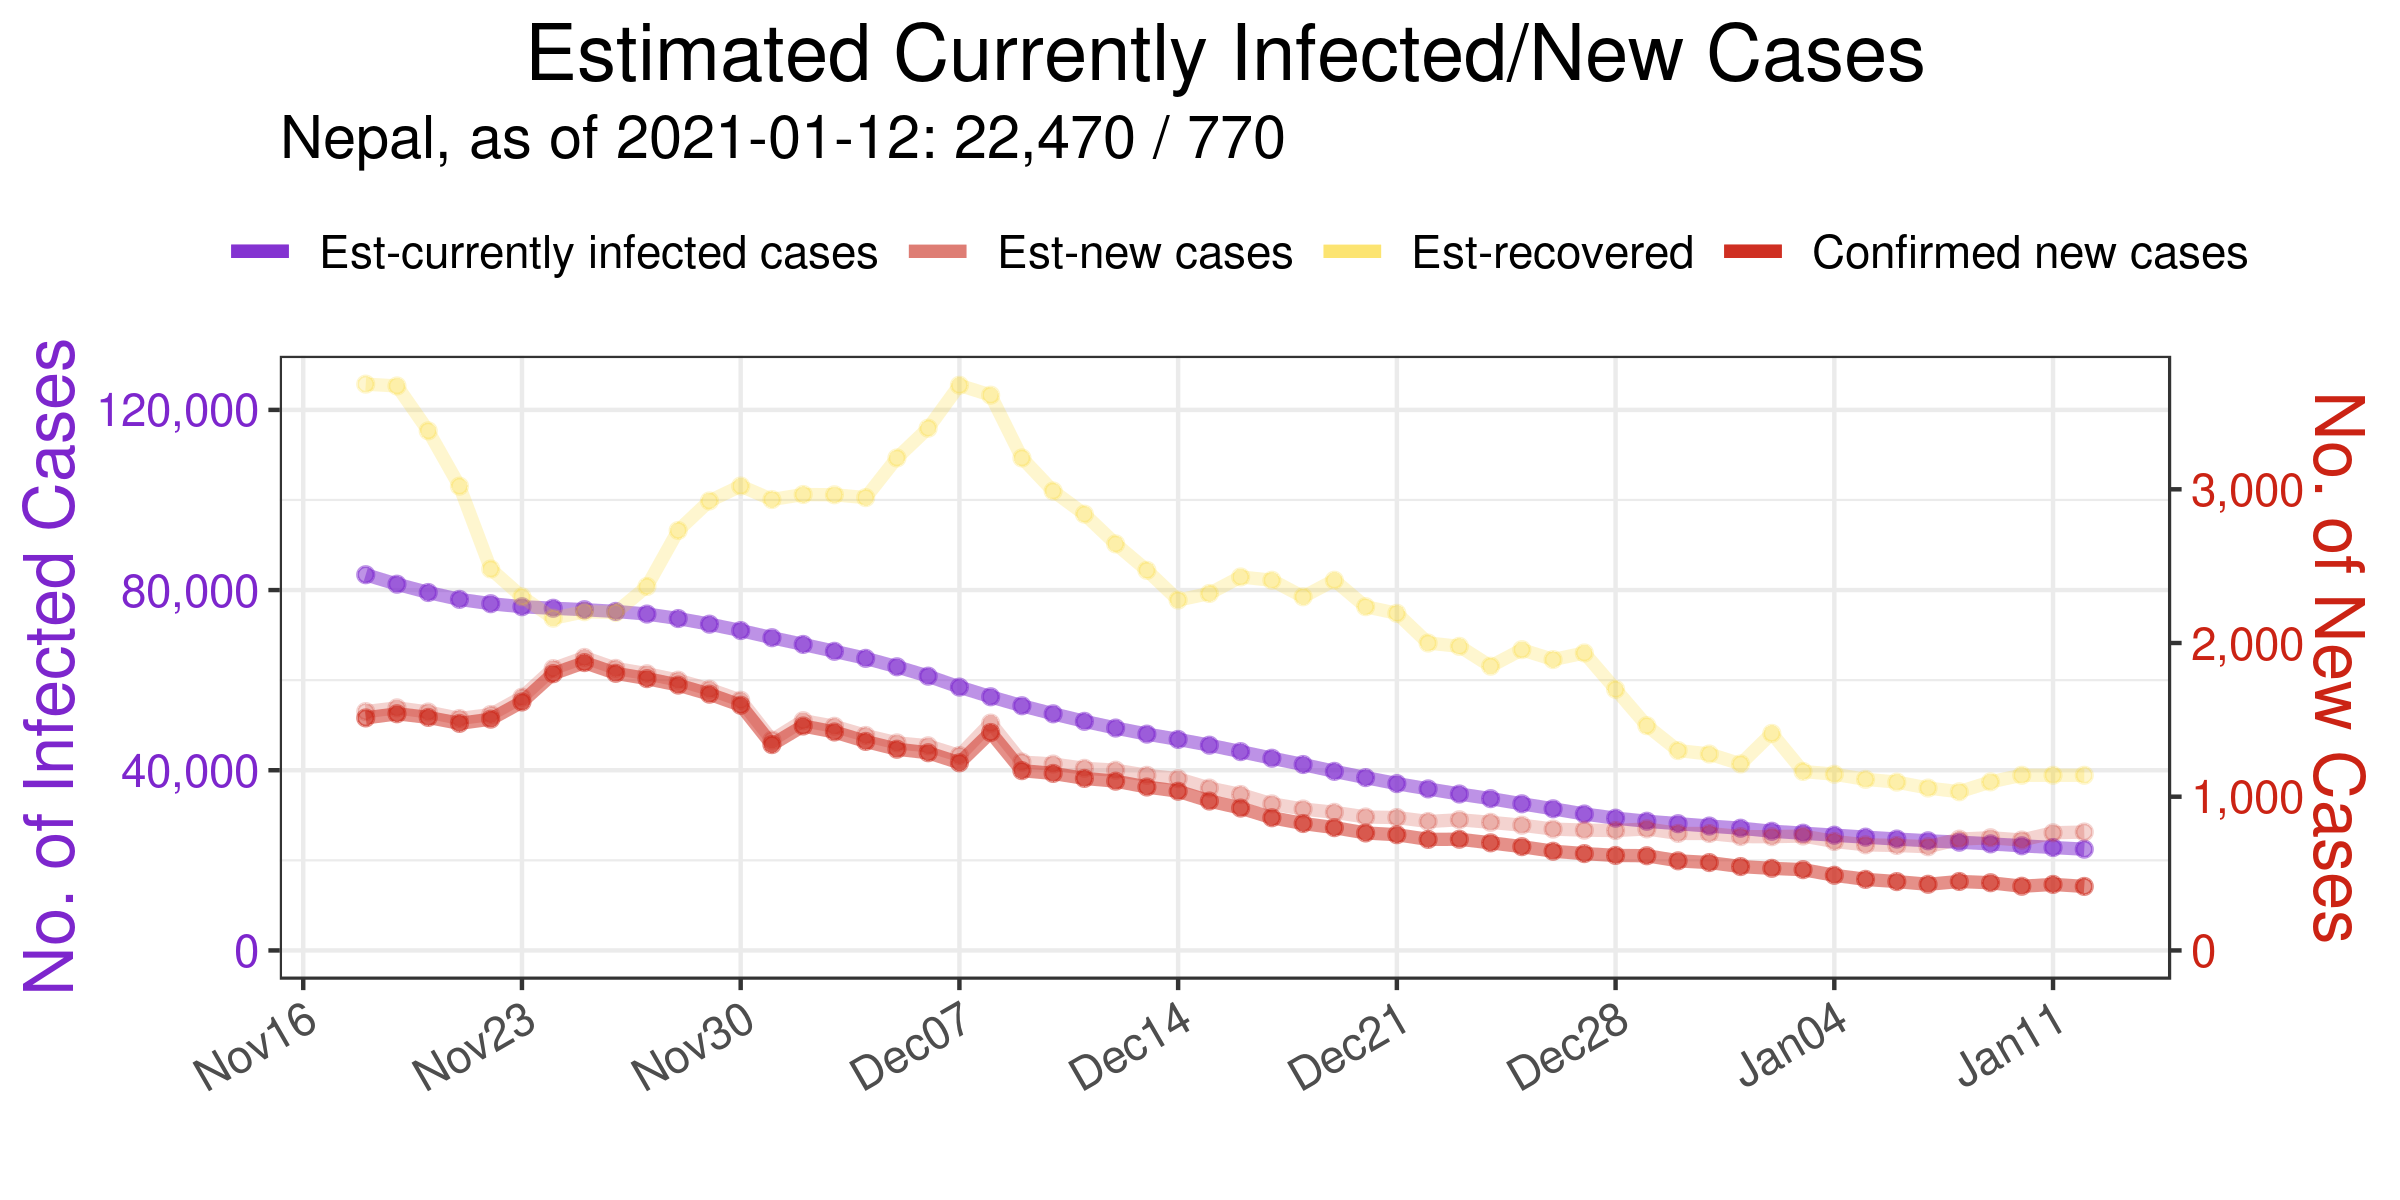 Estimated Currently Infected/New Cases
Nepal, as of 2021-01-12: 22,470 / 770
Est-currently infected cases Est-new cases Est-recovered Confirmed new cases
No. of Infected Cases
120,000
80,000
40,000
0
3,000
2,000
1,000
0
No. of New Cases
Nov16 Nov23 Nov30 Dec07 Dec14 Dec21 Dec28 Jan04 Jan11